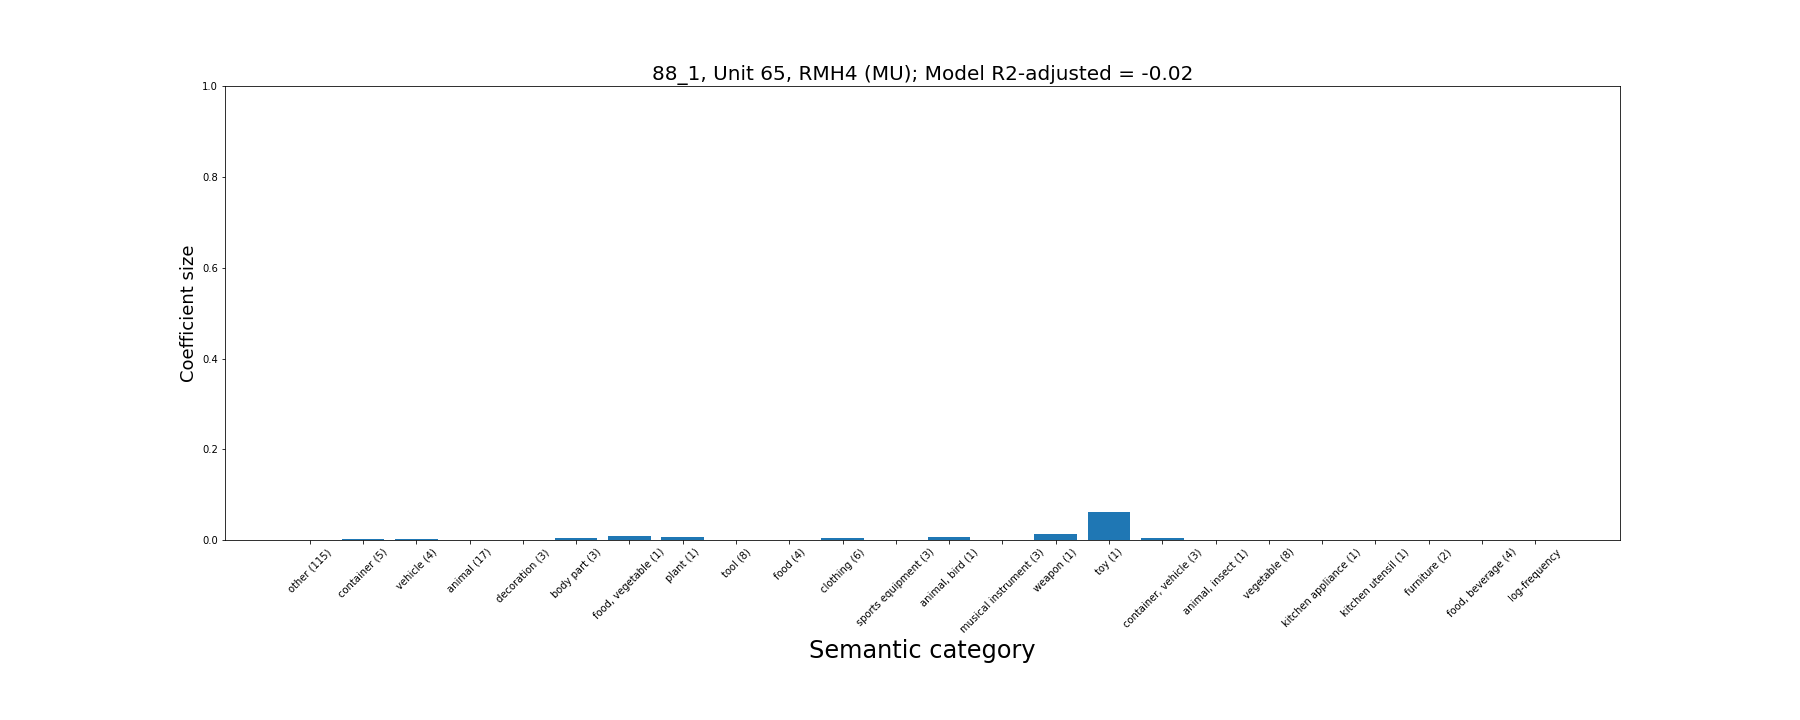 88_1, Unit 65, RMH4 (MU); Model R2-adjusted = -0.02
1.0
0.8
0.6
0.4
0.2
0.0
Coefficient size
other (115)
container (5)
vehicle (4)
animal (17)
decoration (3)
body part (3)
food, vegetable (1)
plant (1)
tool (8)
food (4)
clothing (6)
sports equipment (3)
animal, bird (1)
musical instrument (3)
weapon (1)
toy (1)
container, vehicle (3)
animal, insect (1)
vegetable (8)
kitchen appliance (1)
kitchen utensil (1)
furniture (2)
food, beverage (4)
log-frequency
Semantic category